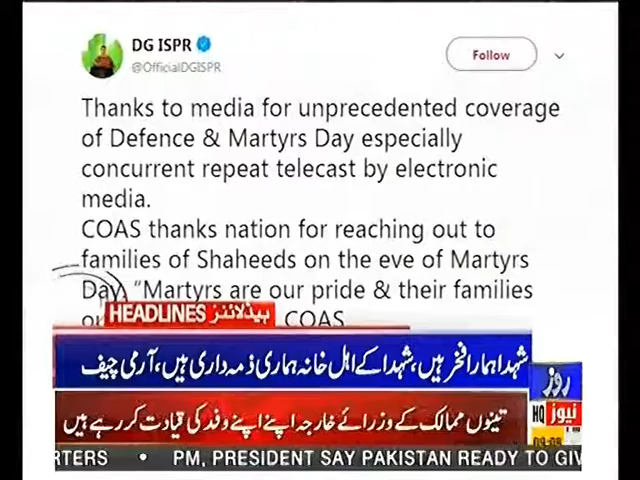 DG ISPR
@OfficialDGISPR
Follow
Thanks to media for unprecedented coverage
of Defence & Martyrs Day especially
concurrent repeat telecast by electronic
media.
COAS thanks nation for reaching out to
families of Shaheeds on the eve of Martyrs
Day. “Martyrs are our pride & their families
COAS
HEADLINES ہیڈلائنز
شہدا ہمارا فخر ہیں، شہدا کے اہل خانہ ہماری ذمہ داری ہیں، آرمی چیف
تینوں ممالک کے وزرائے خارجہ اپنے اپنے وفد کی قیادت کر رہے ہیں
روز
HQ نیوز
09:08
RTERS • PM, PRESIDENT SAY PAKISTAN READY TO GIV